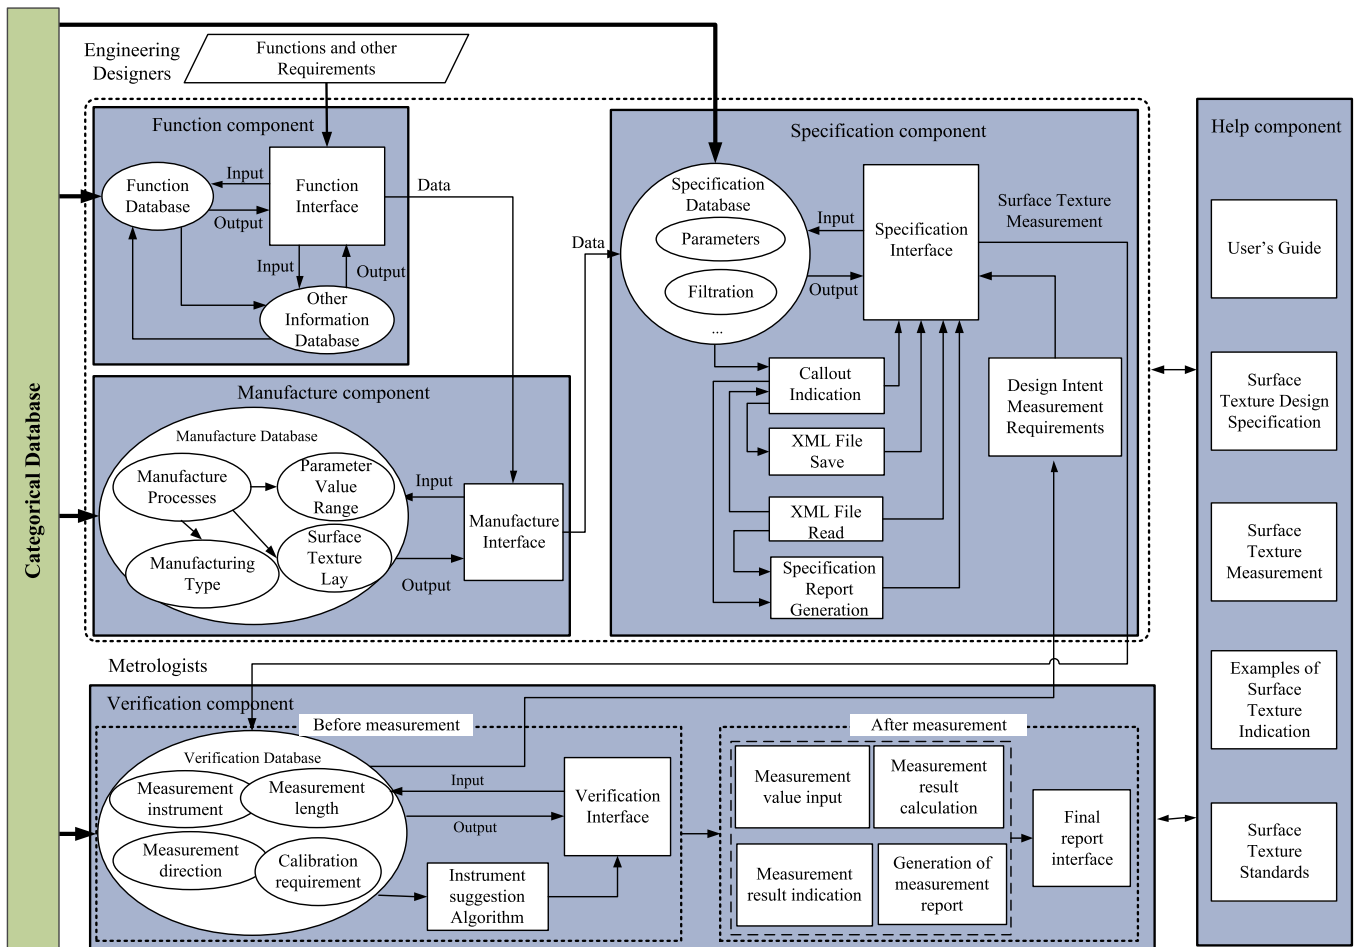 Categorical Database
Engineering
Designers
Functions and other
Requirements
Function component
Function
Database
Input
Output
Function
Interface
Input
Output
Other
Information
Database
Data
Manufacture component
Manufacture Database
Manufacture
Processes
Parameter
Value
Range
Manufacturing
Type
Surface
Texture
Lay
Input
Output
Manufacture
Interface
Data
Specification component
Specification
Database
Parameters
Filtration
...
Input
Output
Specification
Interface
Surface Texture
Measurement
Callout
Indication
XML File
Save
XML File
Read
Specification
Report
Generation
Design Intent
Measurement
Requirements
Metrologists
Verification component
Before measurement
Verification Database
Measurement
instrument
Measurement
length
Measurement
direction
Calibration
requirement
Input
Output
Instrument
suggestion
Algorithm
Verification
Interface
After measurement
Measurement
value input
Measurement
result
calculation
Measurement
result indication
Generation of
measurement
report
Final
report
interface
Help component
User's Guide
Surface
Texture Design
Specification
Surface
Texture
Measurement
Examples of
Surface
Texture
Indication
Surface
Texture
Standards